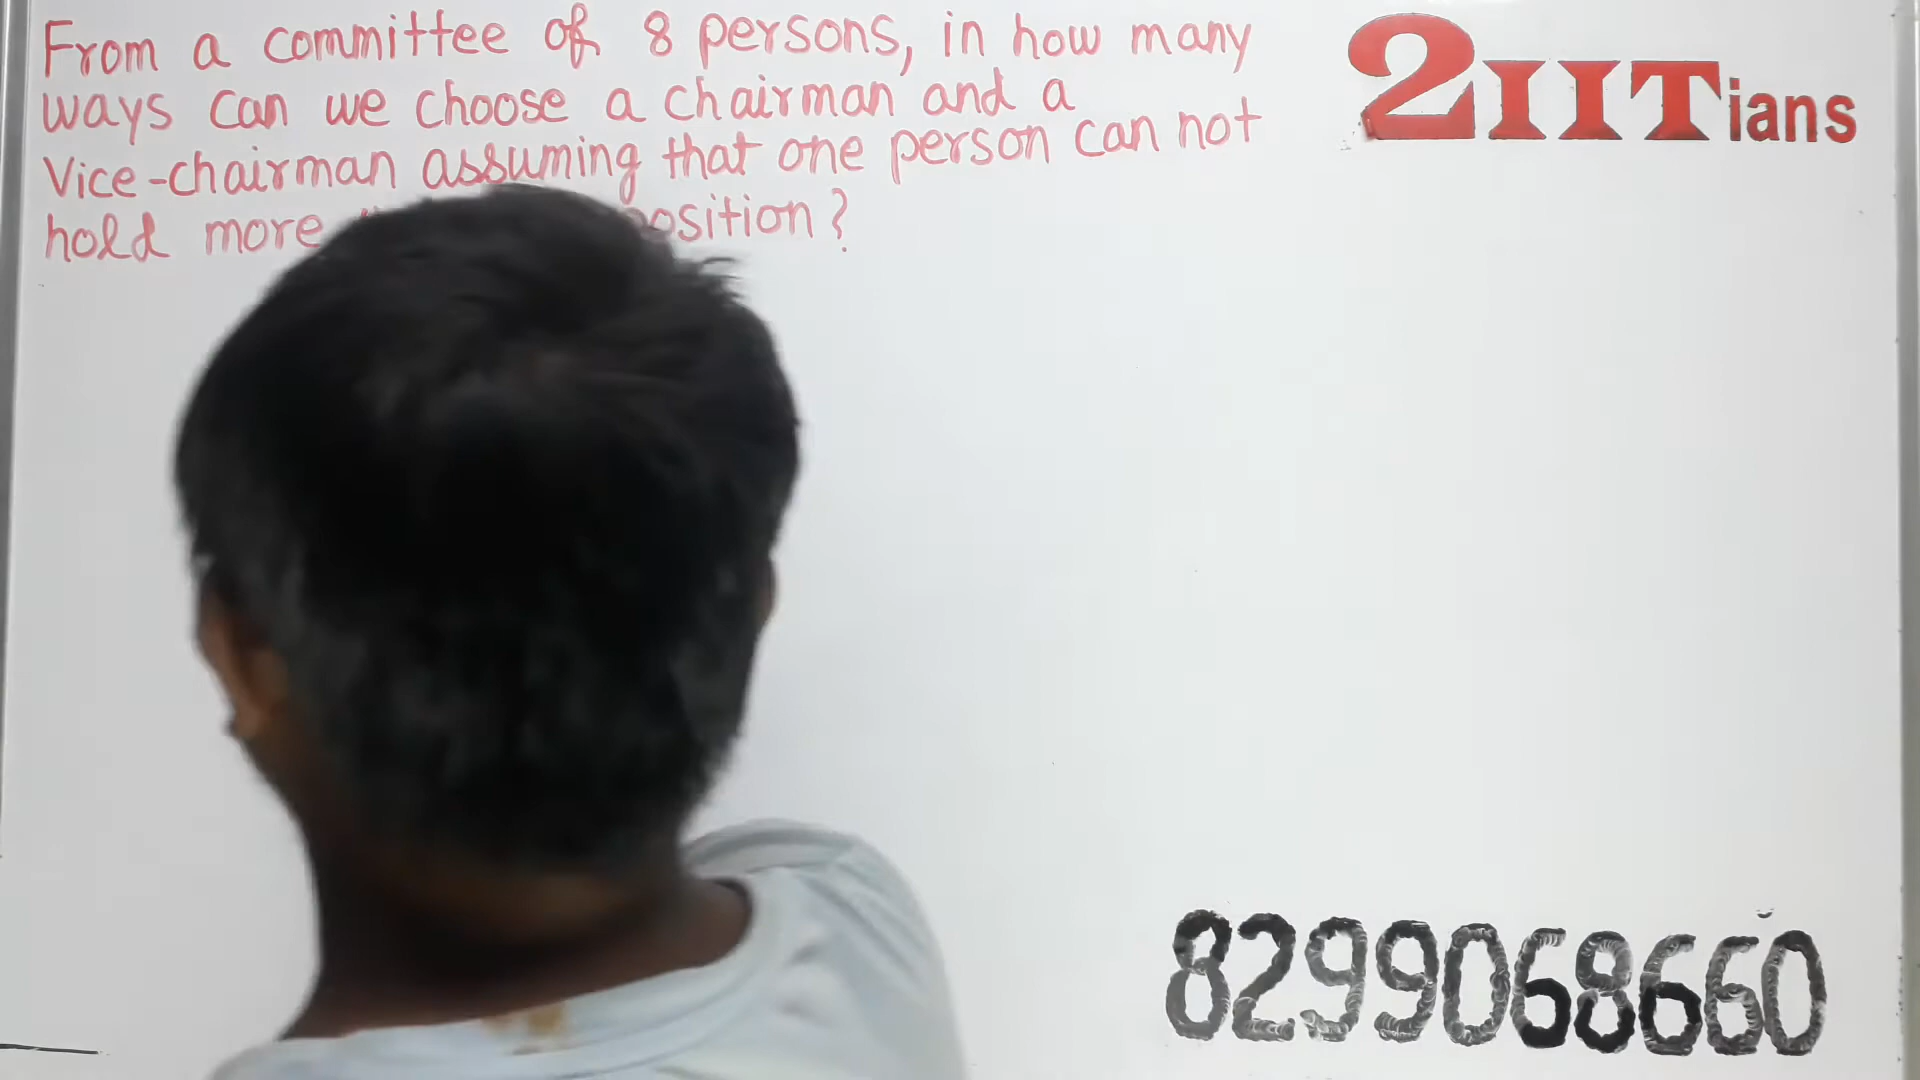 From a committee of 8 persons, in how many
ways can we choose a chairman and a
Vice-chairman assuming that one person can not
hold more position?
2IITians
8299068660